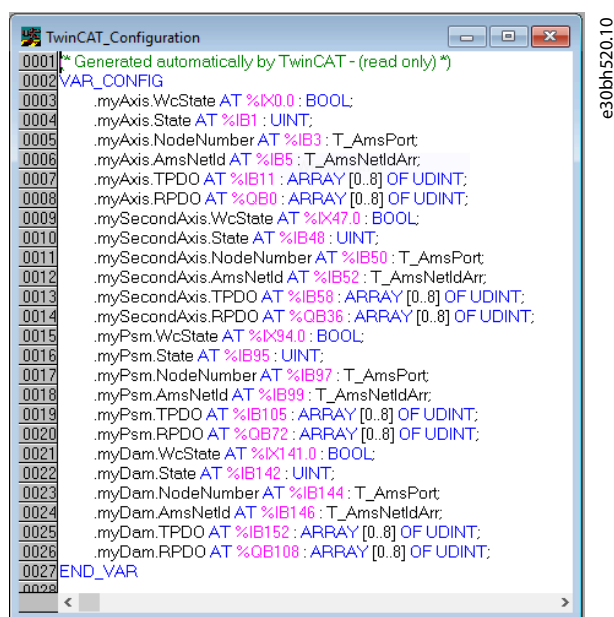 TwinCAT_Configuration
0001 (* Generated automatically by TwinCAT - (read only) *)
0002 VAR_CONFIG
0003 .myAxis.WcState AT %IX0.0 : BOOL;
0004 .myAxis.State AT %IB1 : UINT;
0005 .myAxis.NodeNumber AT %IB3 : T_AmsPort;
0006 .myAxis.AmsNetId AT %IB5 : T_AmsNetIdArr;
0007 .myAxis.TPDO AT %IB11 : ARRAY [0..8] OF UDINT;
0008 .myAxis.RPDO AT %QB0 : ARRAY [0..8] OF UDINT;
0009 .mySecondAxis.WcState AT %IX47.0 : BOOL;
0010 .mySecondAxis.State AT %IB48 : UINT;
0011 .mySecondAxis.NodeNumber AT %IB50 : T_AmsPort;
0012 .mySecondAxis.AmsNetId AT %IB52 : T_AmsNetIdArr;
0013 .mySecondAxis.TPDO AT %IB58 : ARRAY [0..8] OF UDINT;
0014 .mySecondAxis.RPDO AT %QB36 : ARRAY [0..8] OF UDINT;
0015 .myPsm.WcState AT %IX94.0 : BOOL;
0016 .myPsm.State AT %IB95 : UINT;
0017 .myPsm.NodeNumber AT %IB97 : T_AmsPort;
0018 .myPsm.AmsNetId AT %IB99 : T_AmsNetIdArr;
0019 .myPsm.TPDO AT %IB105 : ARRAY [0..8] OF UDINT;
0020 .myPsm.RPDO AT %QB72 : ARRAY [0..8] OF UDINT;
0021 .myDam.WcState AT %IX141.0 : BOOL;
0022 .myDam.State AT %IB142 : UINT;
0023 .myDam.NodeNumber AT %IB144 : T_AmsPort;
0024 .myDam.AmsNetId AT %IB146 : T_AmsNetIdArr;
0025 .myDam.TPDO AT %IB152 : ARRAY [0..8] OF UDINT;
0026 .myDam.RPDO AT %QB108 : ARRAY [0..8] OF UDINT;
0027 END_VAR
0028
e30bh520.10